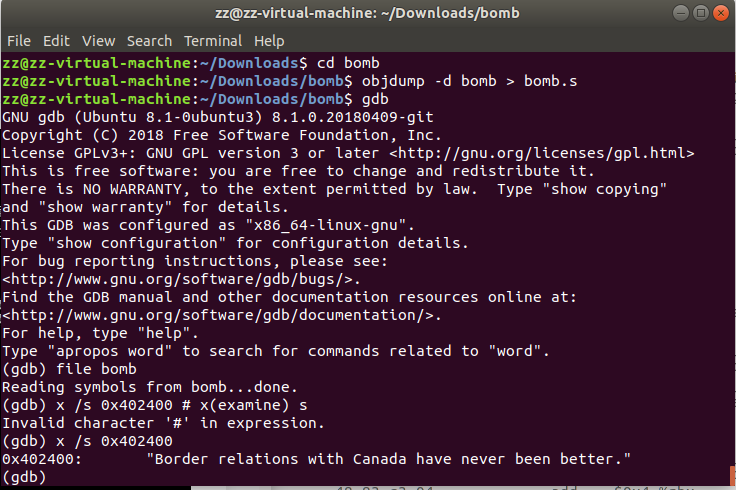 zz@zz-virtual-machine: ~/Downloads/bomb
File Edit View Search Terminal Help
zz@zz-virtual-machine:~/Downloads$ cd bomb
zz@zz-virtual-machine:~/Downloads/bomb$ objdump -d bomb > bomb.s
zz@zz-virtual-machine:~/Downloads/bomb$ gdb
GNU gdb (Ubuntu 8.1-0ubuntu3) 8.1.0.20180409-git
Copyright (C) 2018 Free Software Foundation, Inc.
License GPLv3+: GNU GPL version 3 or later <http://gnu.org/licenses/gpl.html>
This is free software: you are free to change and redistribute it.
There is NO WARRANTY, to the extent permitted by law.  Type "show copying"
and "show warranty" for details.
This GDB was configured as "x86_64-linux-gnu".
Type "show configuration" for configuration details.
For bug reporting instructions, please see:
<http://www.gnu.org/software/gdb/bugs/>.
Find the GDB manual and other documentation resources online at:
<http://www.gnu.org/software/gdb/documentation/>.
For help, type "help".
Type "apropos word" to search for commands related to "word".
(gdb) file bomb
Reading symbols from bomb...done.
(gdb) x /s 0x402400 # x(examine) s
Invalid character '#' in expression.
(gdb) x /s 0x402400
0x402400:       "Border relations with Canada have never been better."
(gdb)